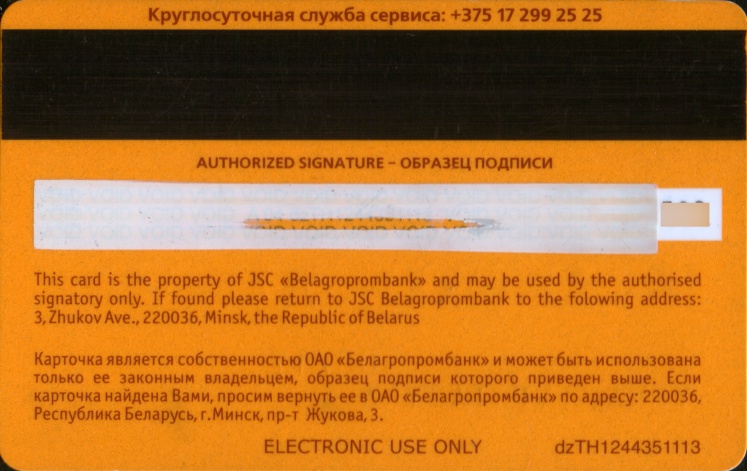 Круглосуточная служба сервиса: +375 17 299 25 25
AUTHORIZED SIGNATURE – ОБРАЗЕЦ ПОДПИСИ
VOID VOID VOID VOID
This card is the property of JSC «Belagroprombank» and may be used by the authorised
signatory only. If found please return to JSC Belagroprombank to the folowing address:
3, Zhukov Ave., 220036, Minsk, the Republic of Belarus
Карточка является собственностью ОАО «Белагропромбанк» и может быть использована
только ее законным владельцем, образец подписи которого приведен выше. Если
карточка найдена Вами, просим вернуть ее в ОАО «Белагропромбанк» по адресу: 220036,
Республика Беларусь, г.Минск, пр-т Жукова, 3.
ELECTRONIC USE ONLY dzTH1244351113